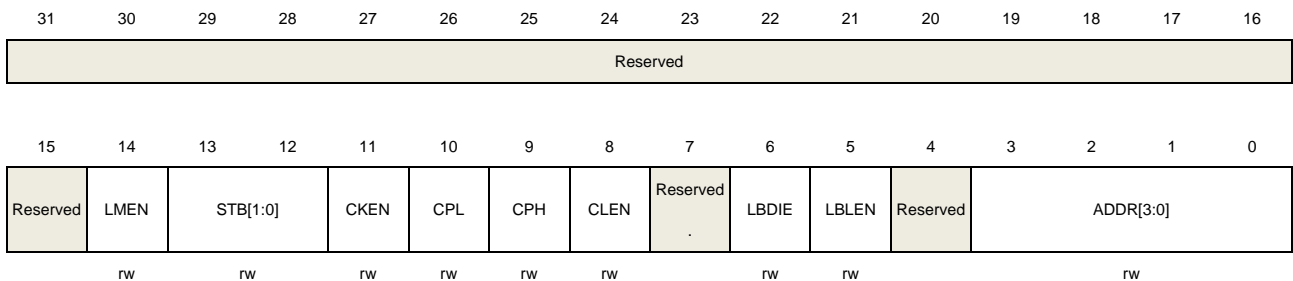 31 30 29 28 27 26 25 24 23 22 21 20 19 18 17 16
Reserved
15 14 13 12 11 10 9 8 7 6 5 4 3 2 1 0
Reserved LMEN STB[1:0] CKEN CPL CPH CLEN Reserved . LBDIE LBLEN Reserved ADDR[3:0]
rw rw rw rw rw rw rw rw rw